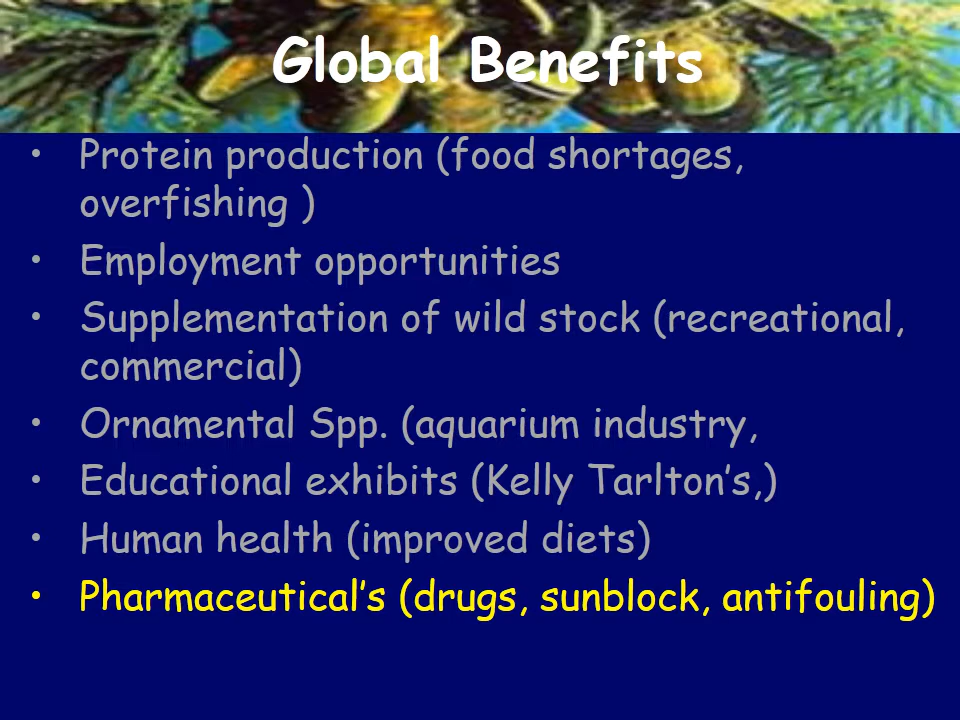 Global Benefits
• Protein production (food shortages,
overfishing )
• Employment opportunities
• Supplementation of wild stock (recreational,
commercial)
• Ornamental Spp. (aquarium industry,
• Educational exhibits (Kelly Tarlton’s,)
• Human health (improved diets)
• Pharmaceutical’s (drugs, sunblock, antifouling)